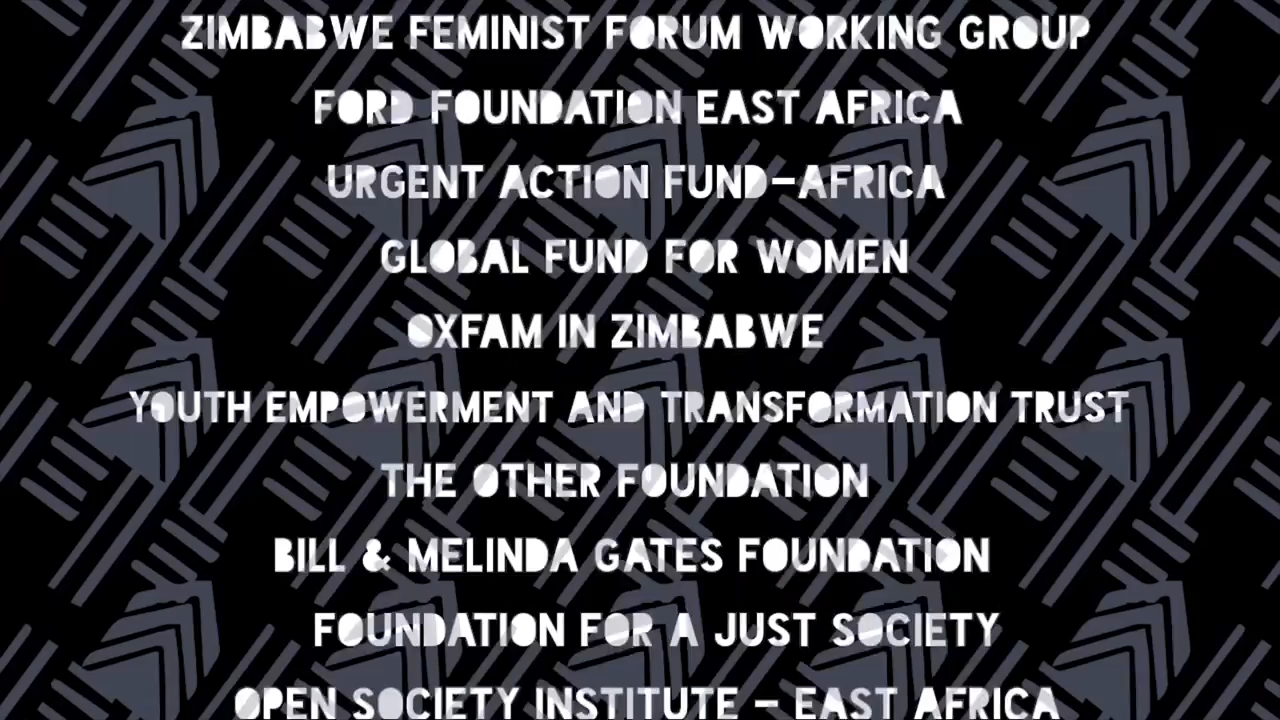 ZIMBABWE FEMINIST FORUM WORKING GROUP
FORD FOUNDATION EAST AFRICA
URGENT ACTION FUND-AFRICA
GLOBAL FUND FOR WOMEN
OXFAM IN ZIMBABWE
YOUTH EMPOWERMENT AND TRANSFORMATION TRUST
THE OTHER FOUNDATION
BILL & MELINDA GATES FOUNDATION
FOUNDATION FOR A JUST SOCIETY
OPEN SOCIETY INSTITUTE - EAST AFRICA